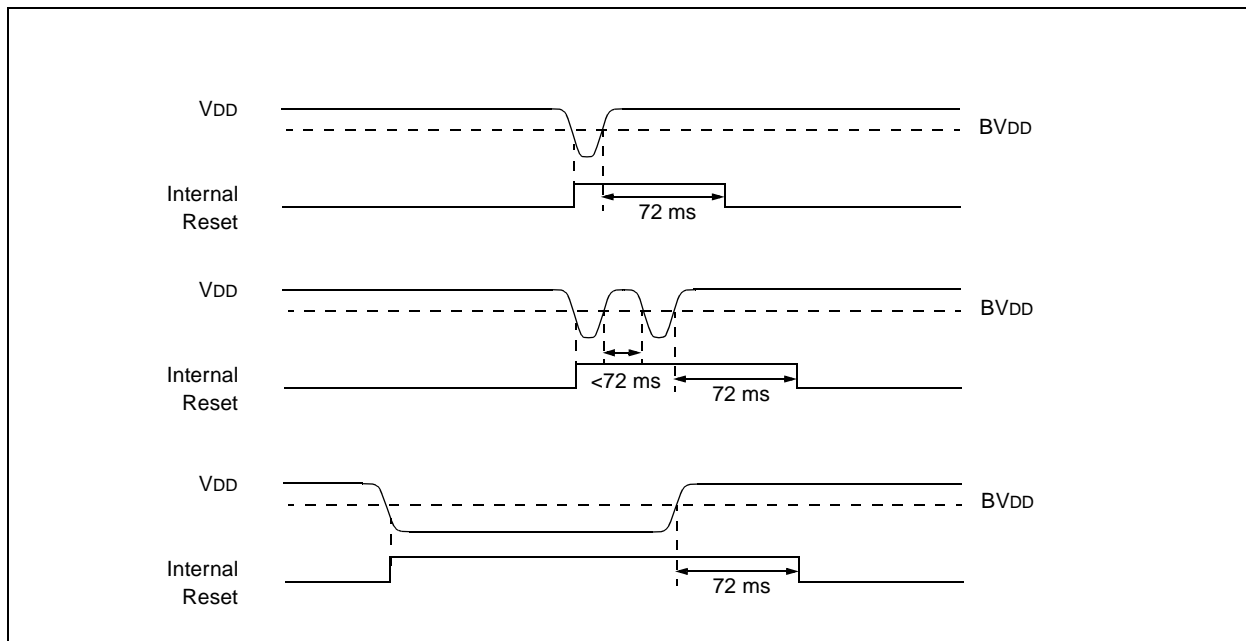 VDD
BVDD
Internal
Reset
72 ms
VDD
BVDD
Internal
Reset
<72 ms
72 ms
VDD
BVDD
Internal
Reset
72 ms